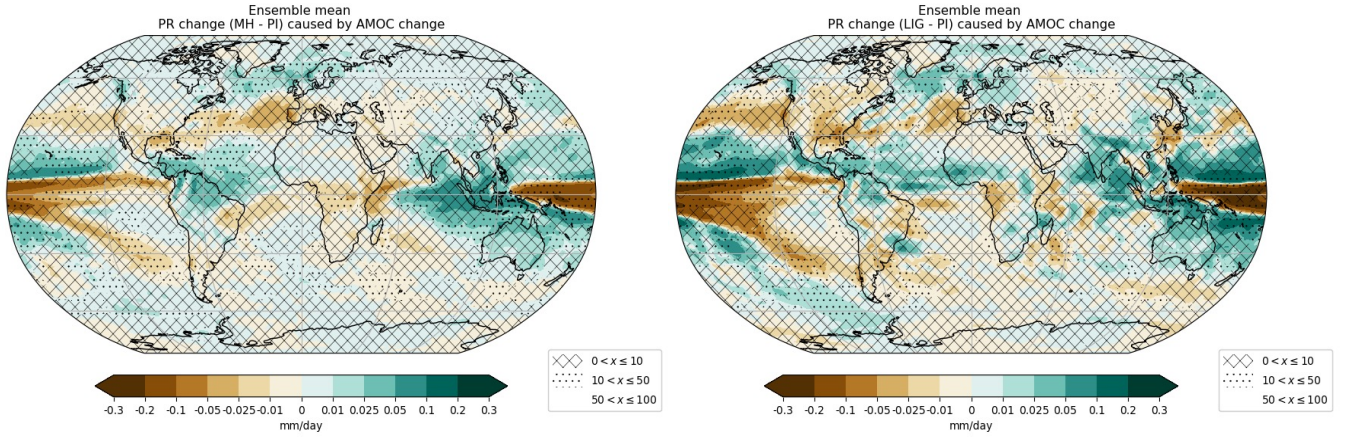 Ensemble mean
PR change (MH - PI) caused by AMOC change
0 < x ≤ 10
10 < x ≤ 50
50 < x ≤ 100
-0.3 -0.2 -0.1 -0.05 -0.025 -0.01 0 0.01 0.025 0.05 0.1 0.2 0.3
mm/day
Ensemble mean
PR change (LIG - PI) caused by AMOC change
0 < x ≤ 10
10 < x ≤ 50
50 < x ≤ 100
-0.3 -0.2 -0.1 -0.05 -0.025 -0.01 0 0.01 0.025 0.05 0.1 0.2 0.3
mm/day